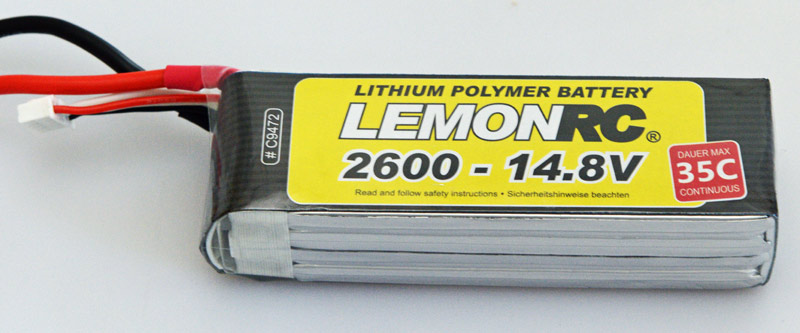 # C9472
LITHIUM POLYMER BATTERY
LEMONRC®
2600 - 14.8V
Read and follow safety instructions • Sicherheitshinweise beachten
DAUER MAX
35C
CONTINUOUS